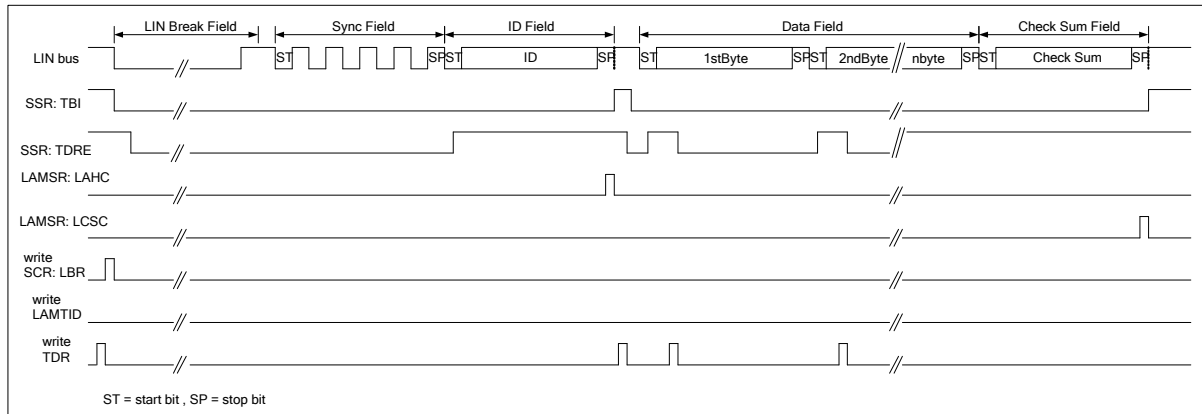 LIN Break Field Sync Field ID Field Data Field Check Sum Field
LIN bus ST SP ST ID SP ST 1stByte SP ST 2ndByte nbyte SP ST Check Sum SP
SSR: TBI
SSR: TDRE
LAMSR: LAHC
LAMSR: LCSC
write
SCR: LBR
write
LAMTID
write
TDR
ST = start bit , SP = stop bit